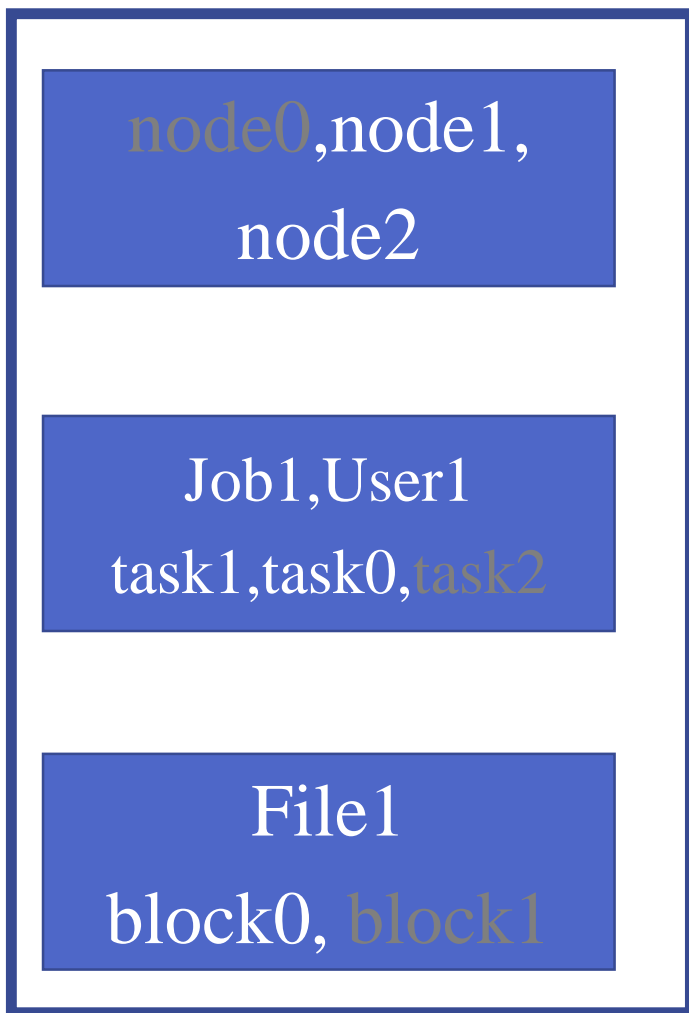 node0,node1,
node2
Job1,User1
task1,task0,task2
File1
block0, block1